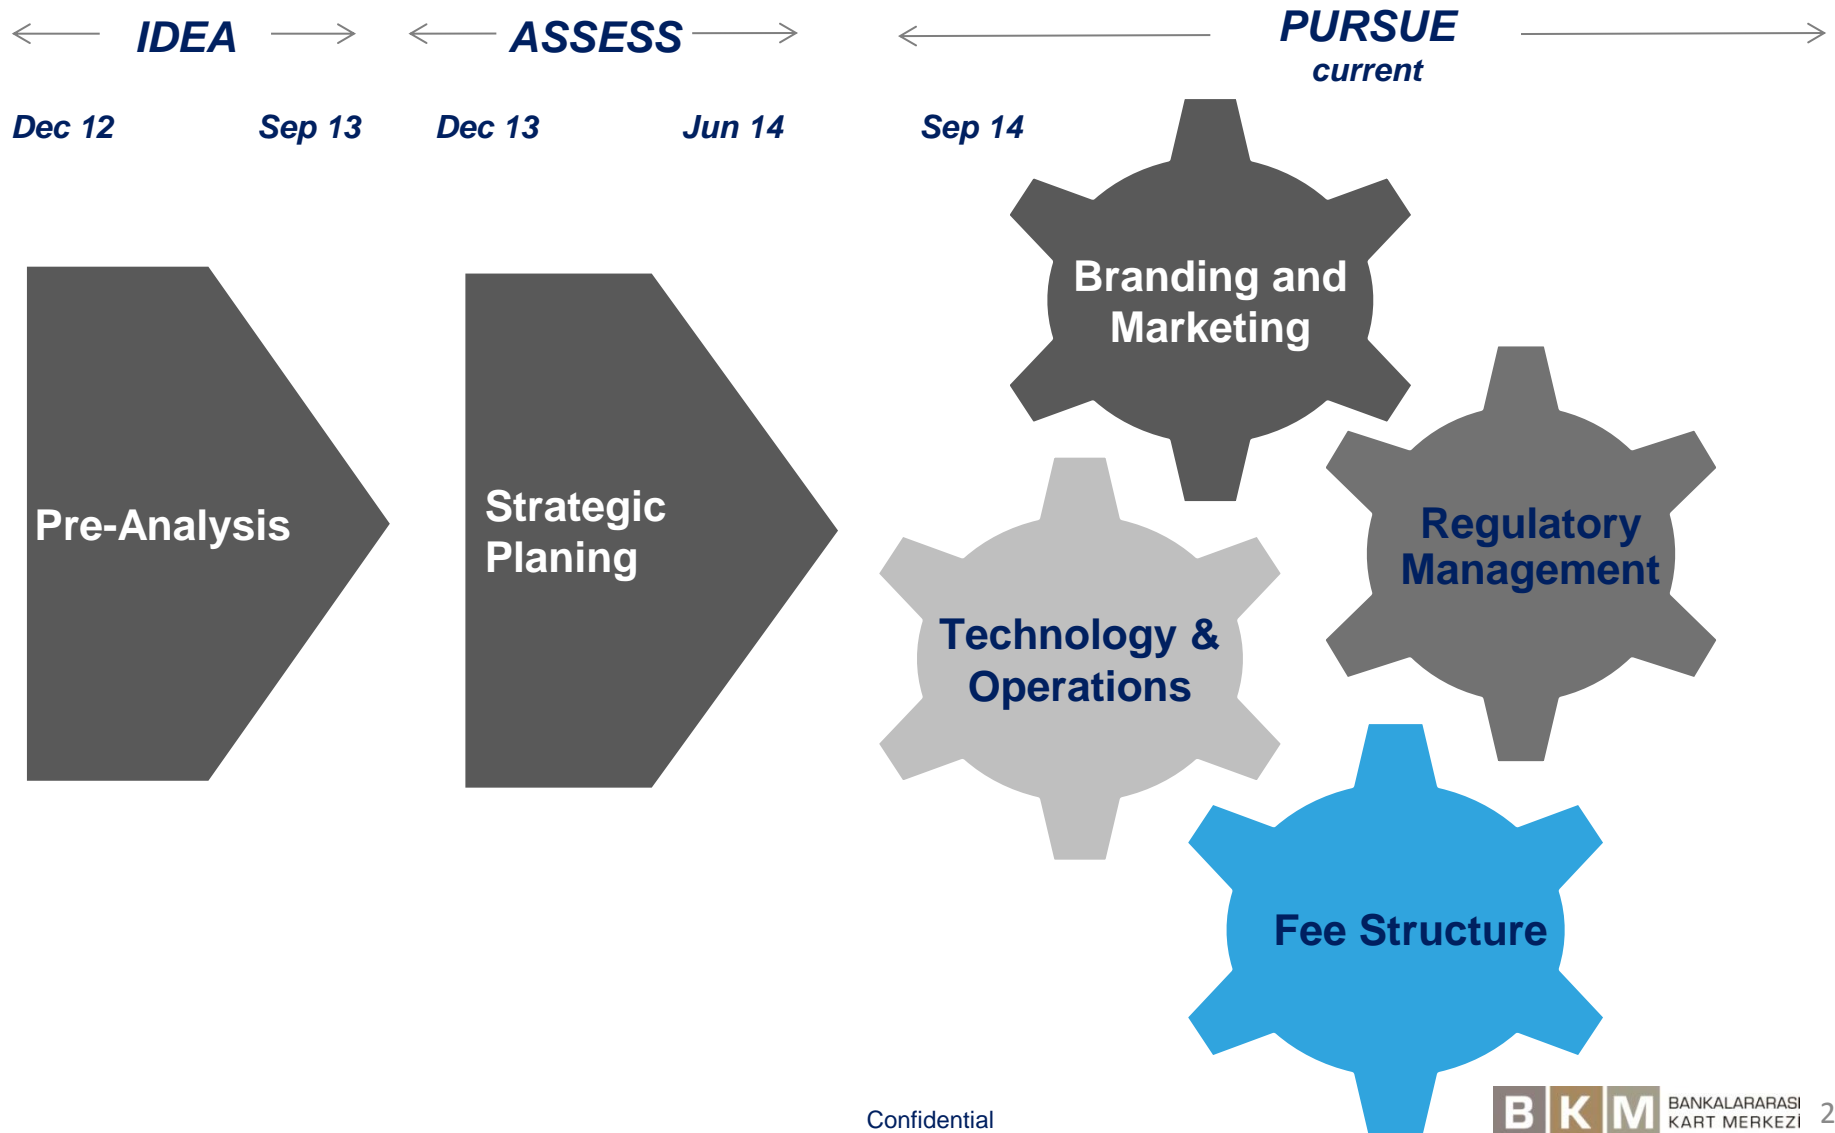 IDEA
ASSESS
PURSUE
current
Dec 12
Sep 13
Dec 13
Jun 14
Sep 14
Pre-Analysis
Strategic
Planing
Branding and
Marketing
Regulatory
Management
Technology &
Operations
Fee Structure
Confidential
BKM
BANKALARARASI
KART MERKEZİ
2